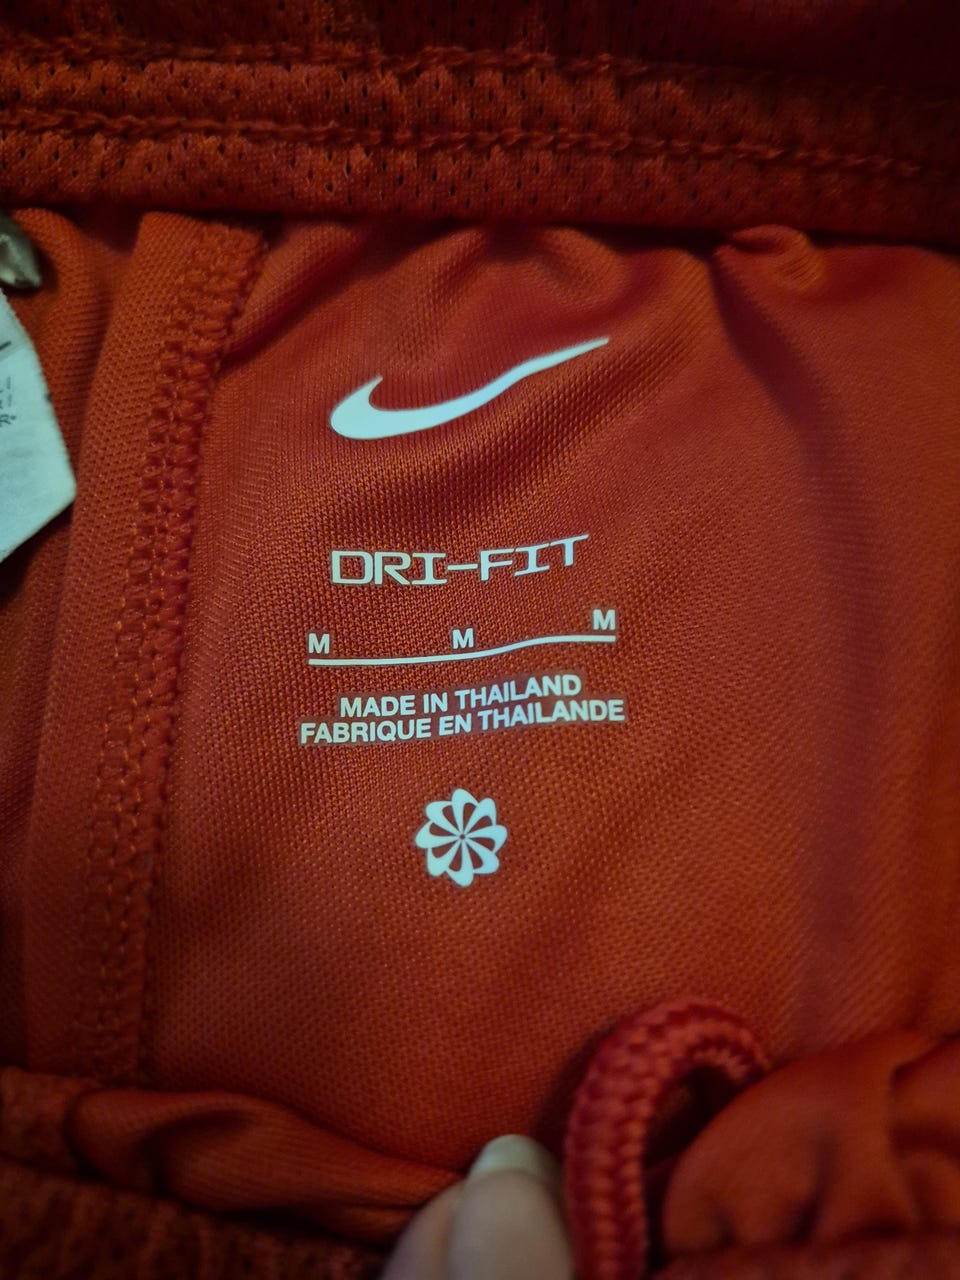 DRI-FIT
M M M
MADE IN THAILAND
FABRIQUE EN THAILANDE